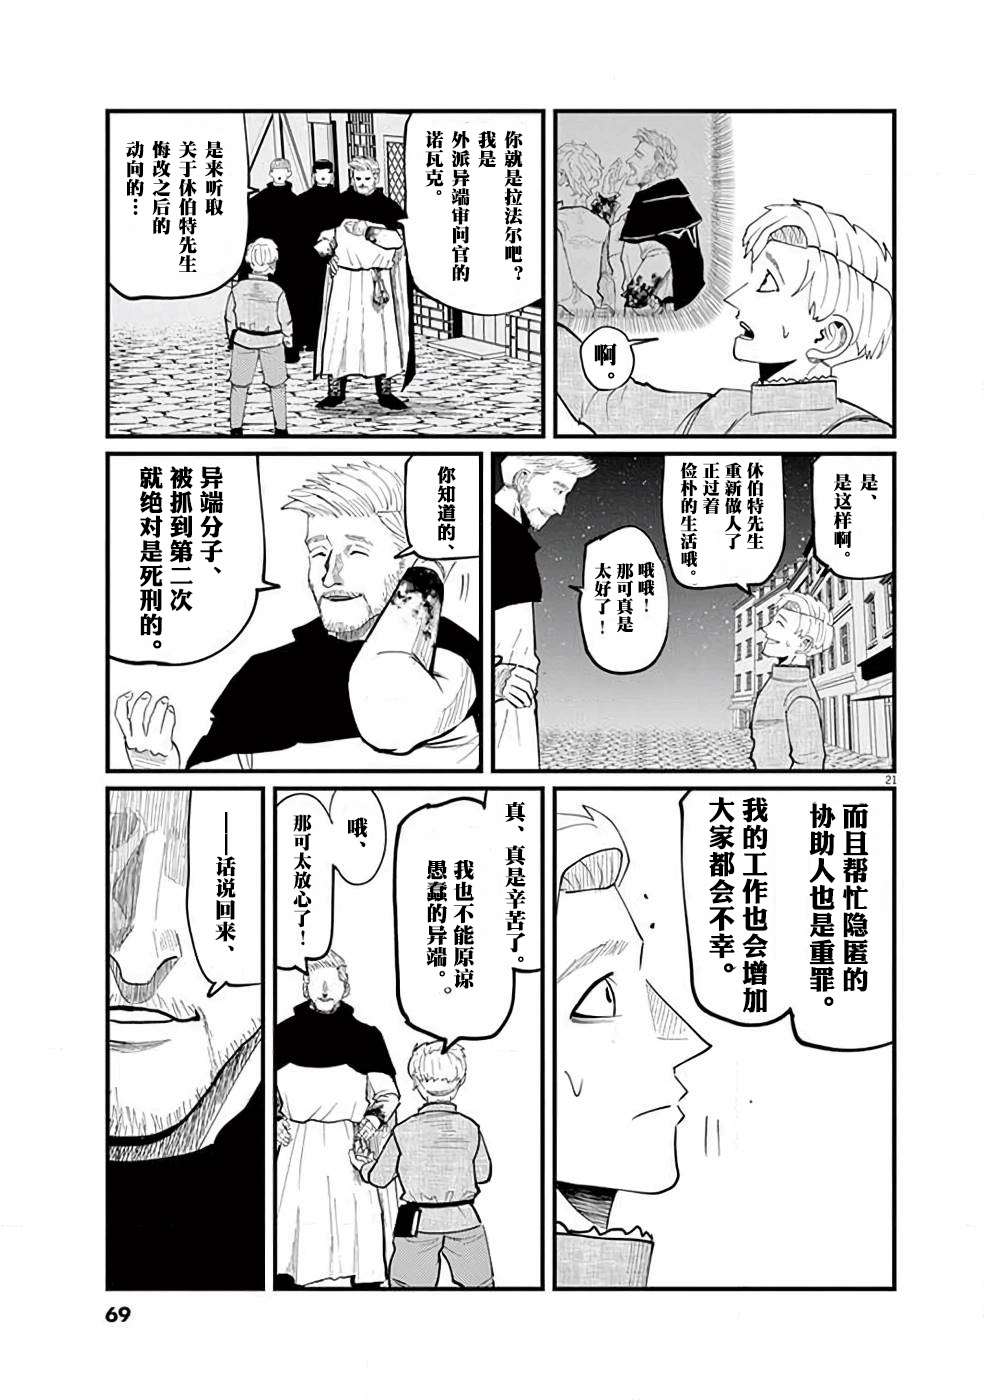 啊。
你就是拉法尔吧？
我是
外派异端审问官的
诺瓦克。
是来听取
关于休伯特先生
悔改之后的
动向的…
是、
是这样啊。
休伯特先生
重新做人了
正过着
俭朴的生活哦。
哦哦！
那可真是
太好了！
你知道的、
异端分子、
被抓到第二次
就绝对是死刑的。
21
而且帮忙隐匿的
协助人也是重罪。
我的工作也会增加
大家都会不幸。
真、真是辛苦了。
我也不能原谅
愚蠢的异端。。
哦、
那可太放心了！
——话说回来、
69